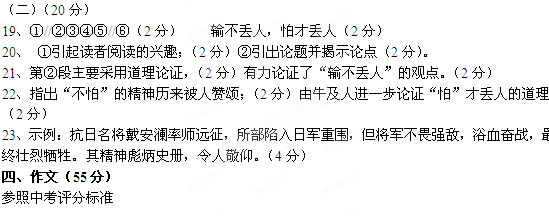 （二）（20 分）
19、①//②③④⑤//⑥（2 分） 输不丢人，怕才丢人（2 分）
20、 ①引起读者阅读的兴趣；（2 分）②引出论题并揭示论点（2 分）。
21、第②段主要采用道理论证，（2 分）有力论证了“输不丢人”的观点。（2 分）
22、指出“不怕”的精神历来被人赞颂；（2 分）由牛及人进一步论证“怕”才丢人的道理
（2 分）
23、示例：抗日名将戴安澜率师远征，所部陷入日军重围，但将军不畏强敌，浴血奋战，最
终壮烈牺牲。其精神彪炳史册，令人敬仰。（4 分）
四、作文（55 分）
参照中考评分标准